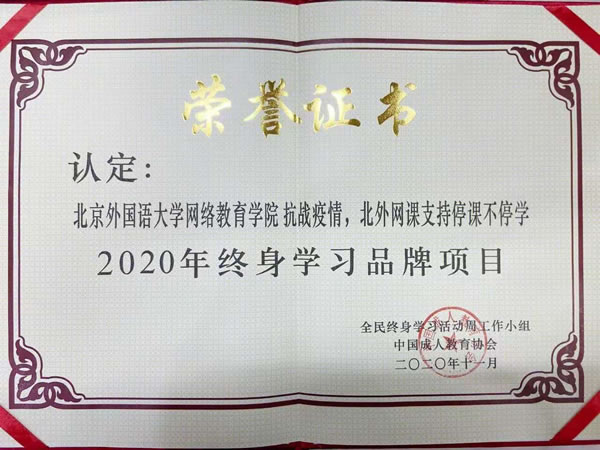 荣誉证书
认定：
北京外国语大学网络教育学院 抗战疫情，北外网课支持停课不停学
2020年终身学习品牌项目
全民终身学习活动周工作小组
中国成人教育协会
二〇二〇年十一月